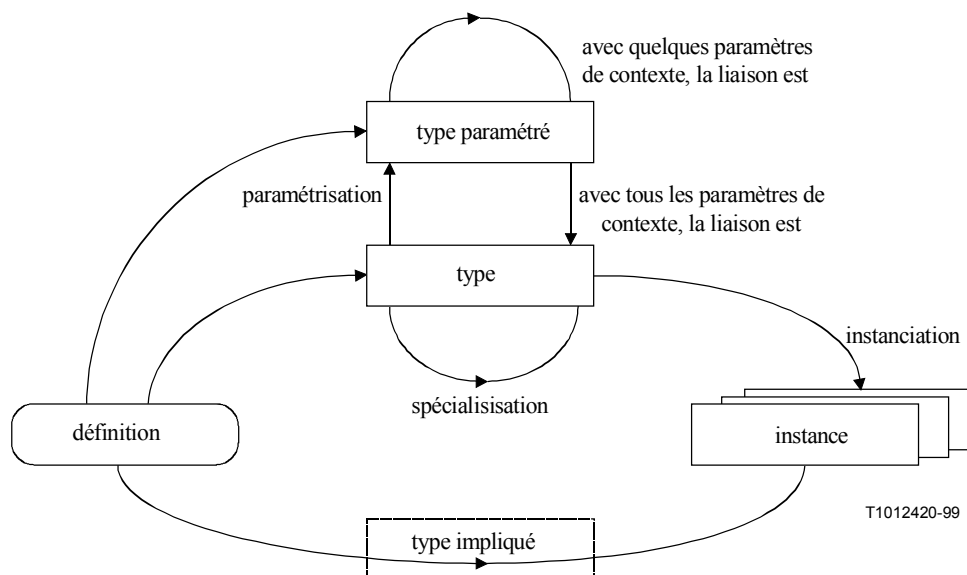 avec quelques paramètres
de contexte, la liaison est
type paramétré
paramétrisation
avec tous les paramètres de
contexte, la liaison est
type
instanciation
spécialisisation
définition
instance
T1012420-99
type impliqué